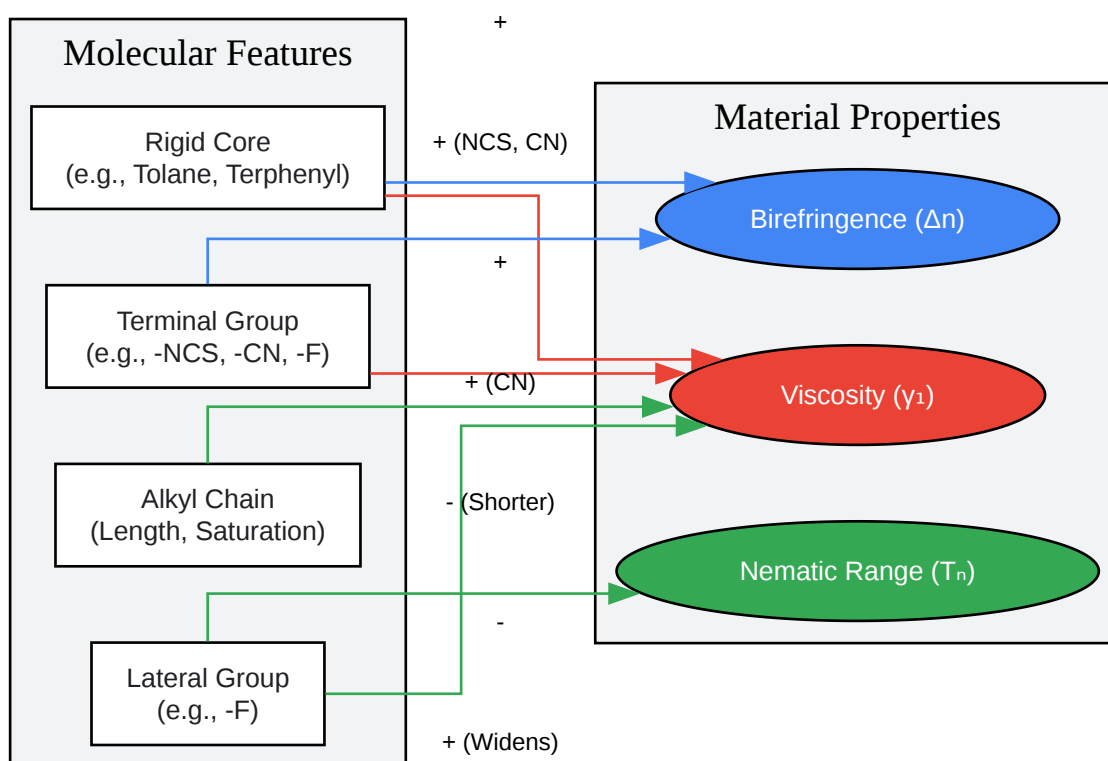 +
Molecular Features
Rigid Core
(e.g., Tolane, Terphenyl)
Terminal Group
(e.g., -NCS, -CN, -F)
Alkyl Chain
(Length, Saturation)
Lateral Group
(e.g., -F)
+ (NCS, CN)
+
+ (CN)
- (Shorter)
-
+ (Widens)
Material Properties
Birefringence (Δn)
Viscosity (γ₁)
Nematic Range (Tₙ)